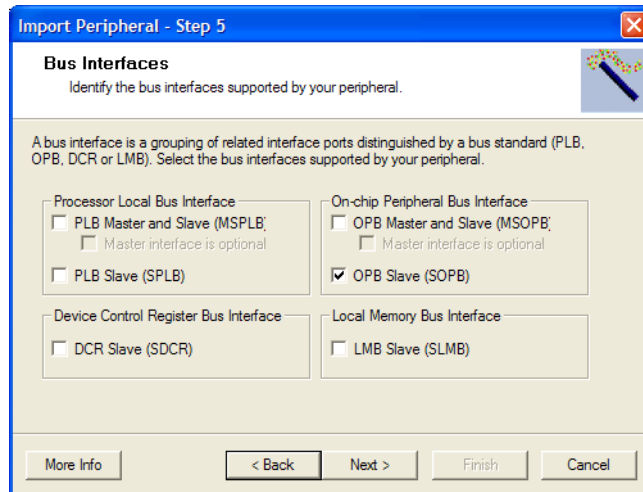 Import Peripheral - Step 5
Bus Interfaces
Identify the bus interfaces supported by your peripheral.
A bus interface is a grouping of related interface ports distinguished by a bus standard (PLB,
OPB, DCR or LMB). Select the bus interfaces supported by your peripheral.
Processor Local Bus Interface
PLB Master and Slave (MSPLB)
Master interface is optional
PLB Slave (SPLB)
On-chip Peripheral Bus Interface
OPB Master and Slave (MSOPB)
Master interface is optional
OPB Slave (SOPB)
Device Control Register Bus Interface
DCR Slave (SDCR)
Local Memory Bus Interface
LMB Slave (SLMB)
More Info
< Back
Next >
Finish
Cancel